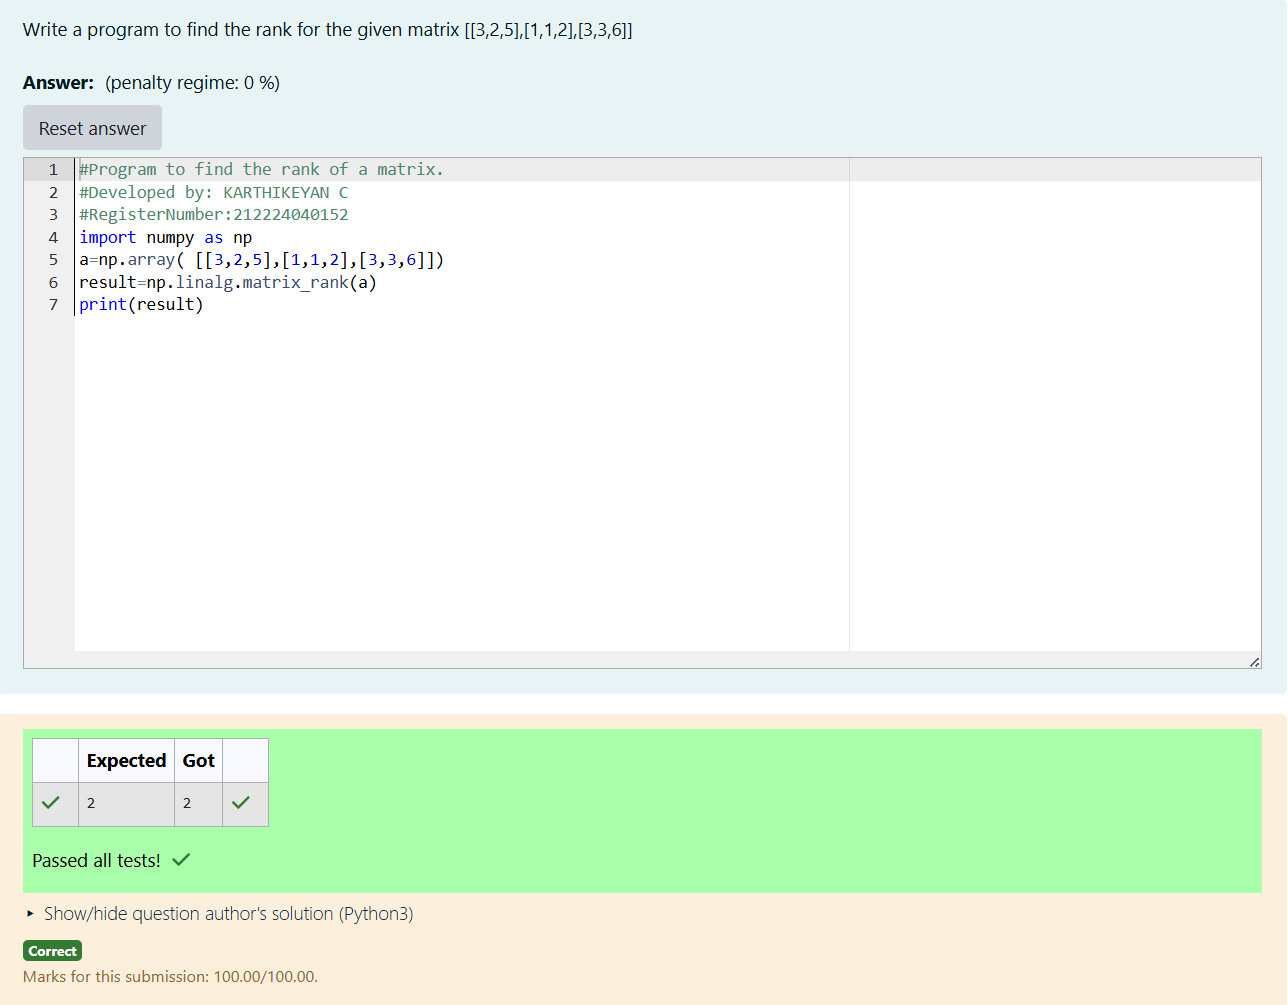 Write a program to find the rank for the given matrix [[3,2,5],[1,1,2],[3,3,6]]
Answer: (penalty regime: 0 %)
Reset answer
1 #Program to find the rank of a matrix.
2 #Developed by: KARTHIKEYAN C
3 #RegisterNumber:212224040152
4 import numpy as np
5 a=np.array( [[3,2,5],[1,1,2],[3,3,6]])
6 result=np.linalg.matrix_rank(a)
7 print(result)
Expected Got
2 2
Passed all tests!
Show/hide question author's solution (Python3)
Correct
Marks for this submission: 100.00/100.00.